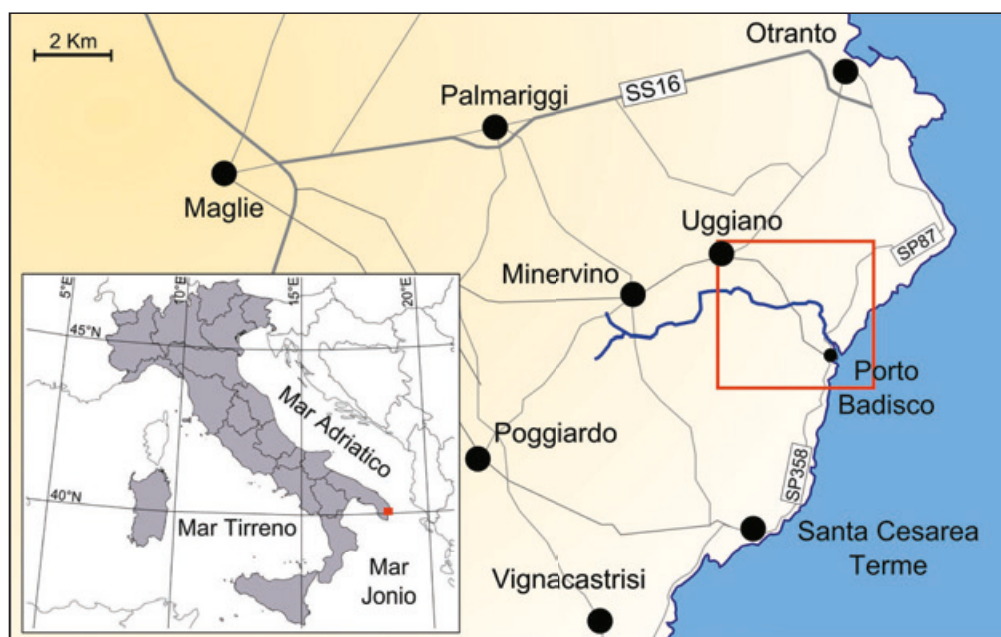 2 Km
Otranto
Palmariggi
SS16
Maglie
Uggiano
SP87
Minervino
Porto
Badisco
Poggiardo
SP358
Santa Cesarea
Terme
Vignacastrisi
5°E
10°E
15°E
20°E
45°N
Mar Adriatico
40°N
Mar Tirreno
Mar
Jonio